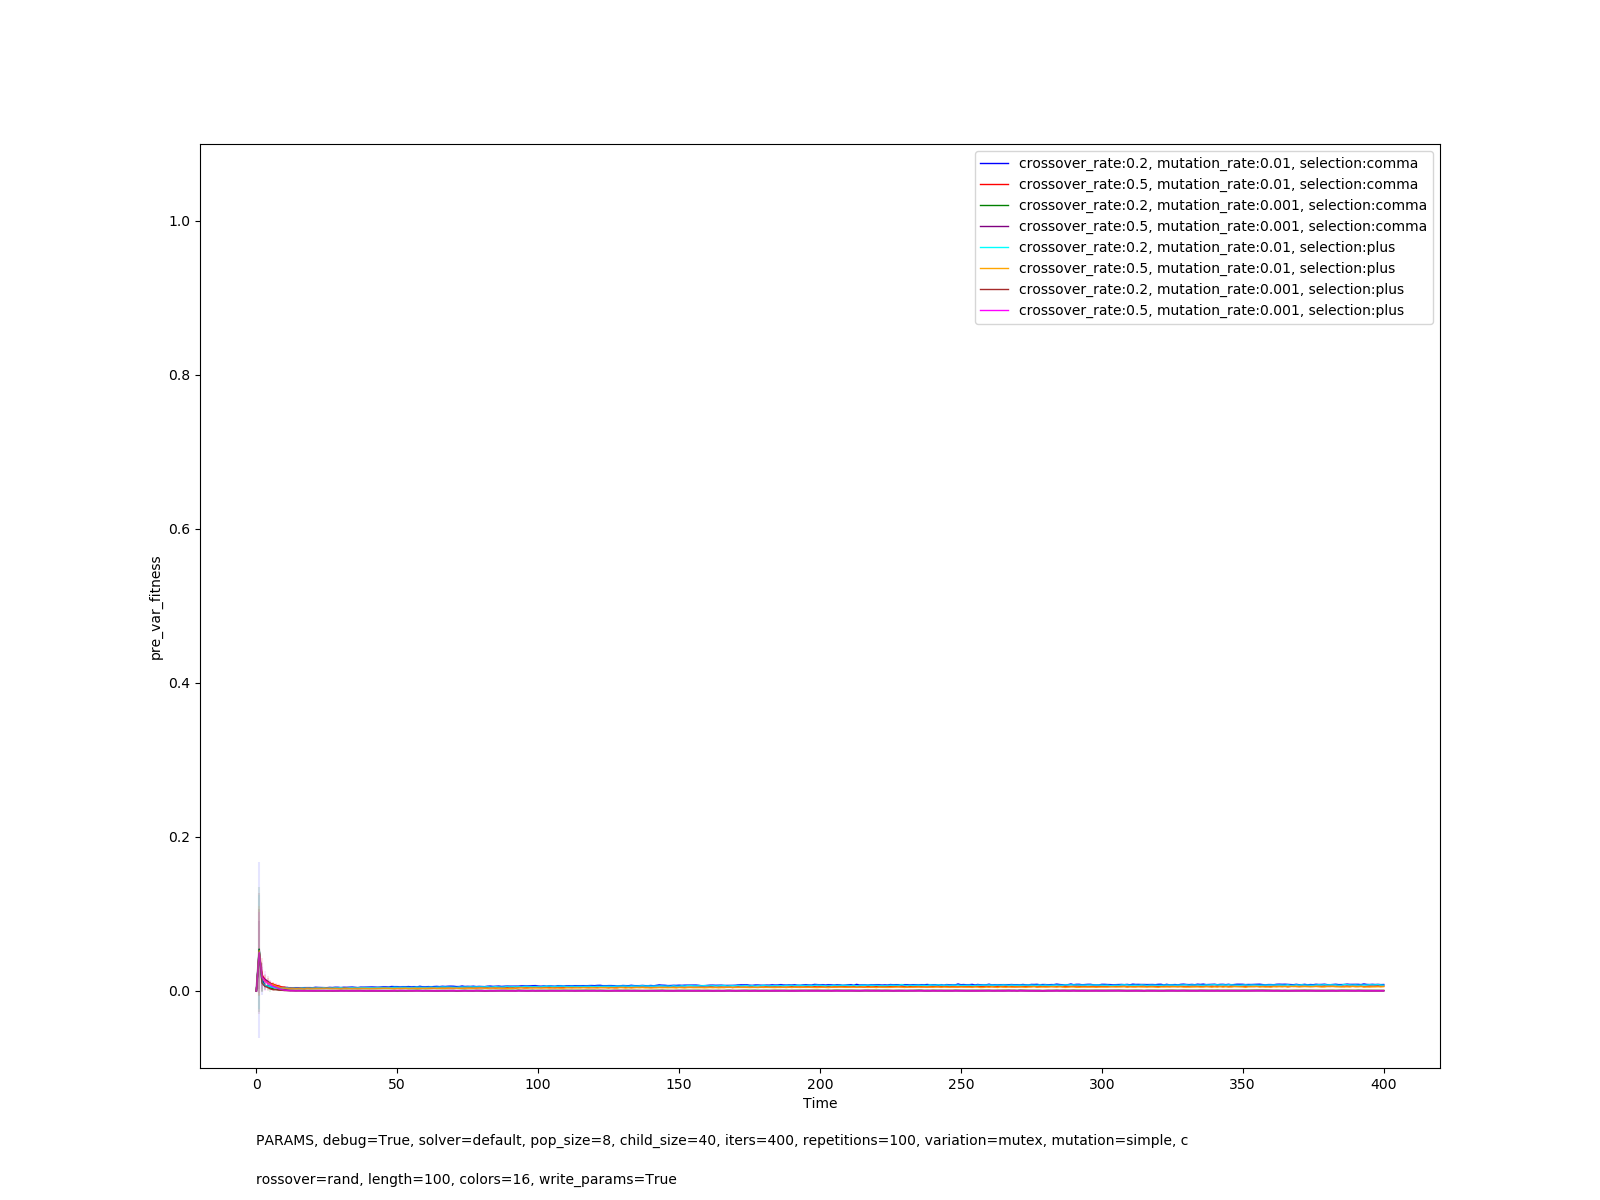 crossover_rate:0.2, mutation_rate:0.01, selection:comma
crossover_rate:0.5, mutation_rate:0.01, selection:comma
crossover_rate:0.2, mutation_rate:0.001, selection:comma
crossover_rate:0.5, mutation_rate:0.001, selection:comma
crossover_rate:0.2, mutation_rate:0.01, selection:plus
crossover_rate:0.5, mutation_rate:0.01, selection:plus
crossover_rate:0.2, mutation_rate:0.001, selection:plus
crossover_rate:0.5, mutation_rate:0.001, selection:plus
1.0
0.8
0.6
0.4
0.2
0.0
pre_var_fitness
0 50 100 150 200 250 300 350 400
Time
PARAMS, debug=True, solver=default, pop_size=8, child_size=40, iters=400, repetitions=100, variation=mutex, mutation=simple, c
rossover=rand, length=100, colors=16, write_params=True